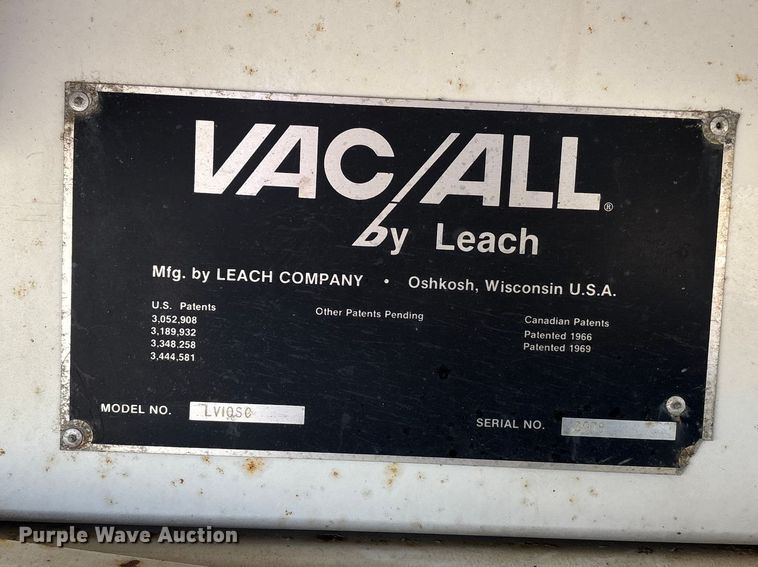 VAC/ALL®
by Leach
Mfg. by LEACH COMPANY • Oshkosh, Wisconsin U.S.A.
U.S. Patents
3,052,908
3,189,932
3,348,258
3,444,581
Other Patents Pending
Canadian Patents
Patented 1966
Patented 1969
MODEL NO. LV10S0
SERIAL NO.
Purple Wave Auction